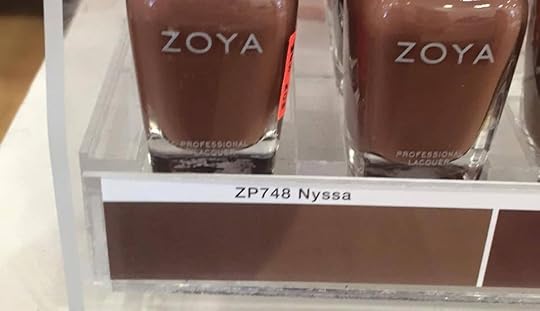 ZOYA
PROFESSIONAL
LACQUER
ZOYA
PROFESSIONAL
LACQUER
ZP748 Nyssa